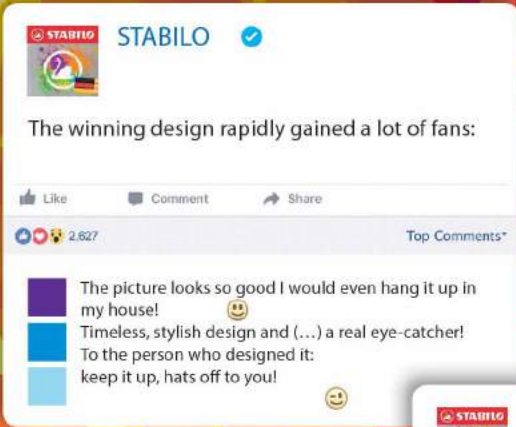 STABILO
STABILO
The winning design rapidly gained a lot of fans:
Like Comment Share
2,627 Top Comments
The picture looks so good I would even hang it up in
my house!
Timeless, stylish design and (...) a real eye-catcher!
To the person who designed it:
keep it up, hats off to you!
STABILO